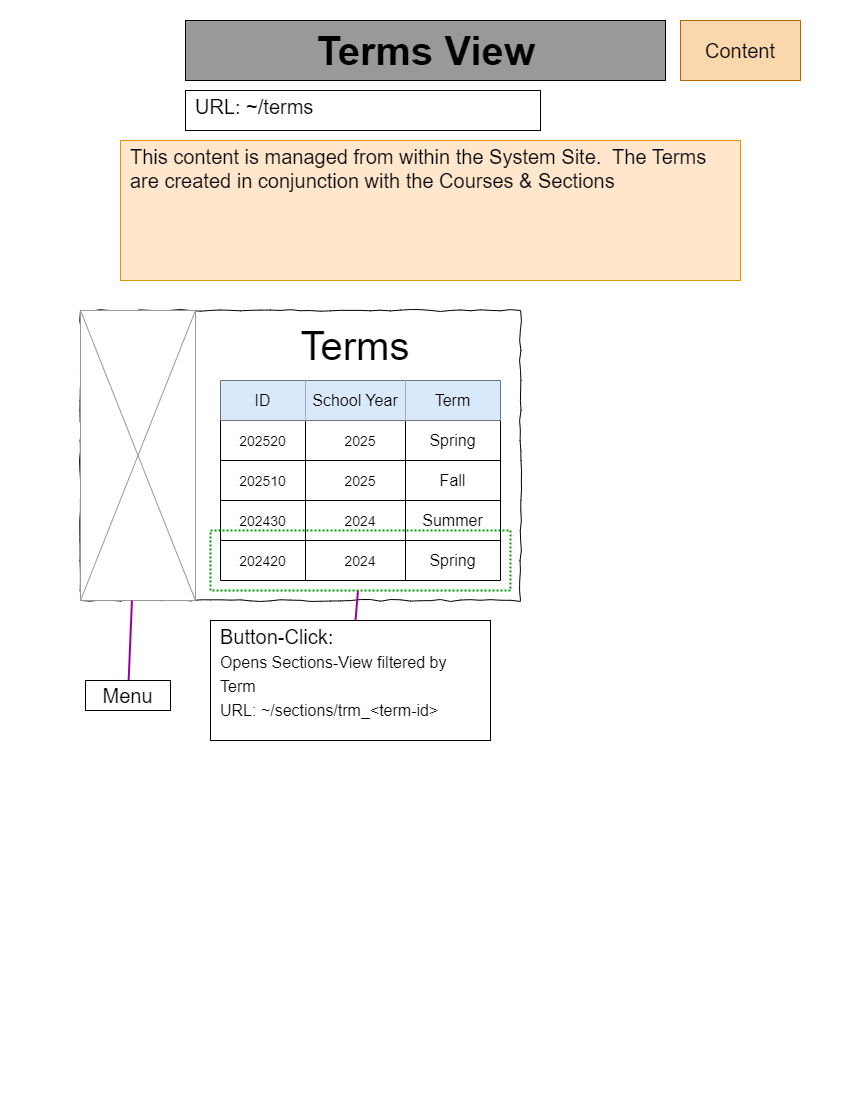 Terms View
Content
URL: ~/terms
This content is managed from within the System Site.  The Terms
are created in conjunction with the Courses & Sections
Terms
ID School Year Term
202520 2025 Spring
202510 2025 Fall
202430 2024 Summer
202420 2024 Spring
Button-Click:
Opens Sections-View filtered by
Term
URL: ~/sections/trm_<term-id>
Menu